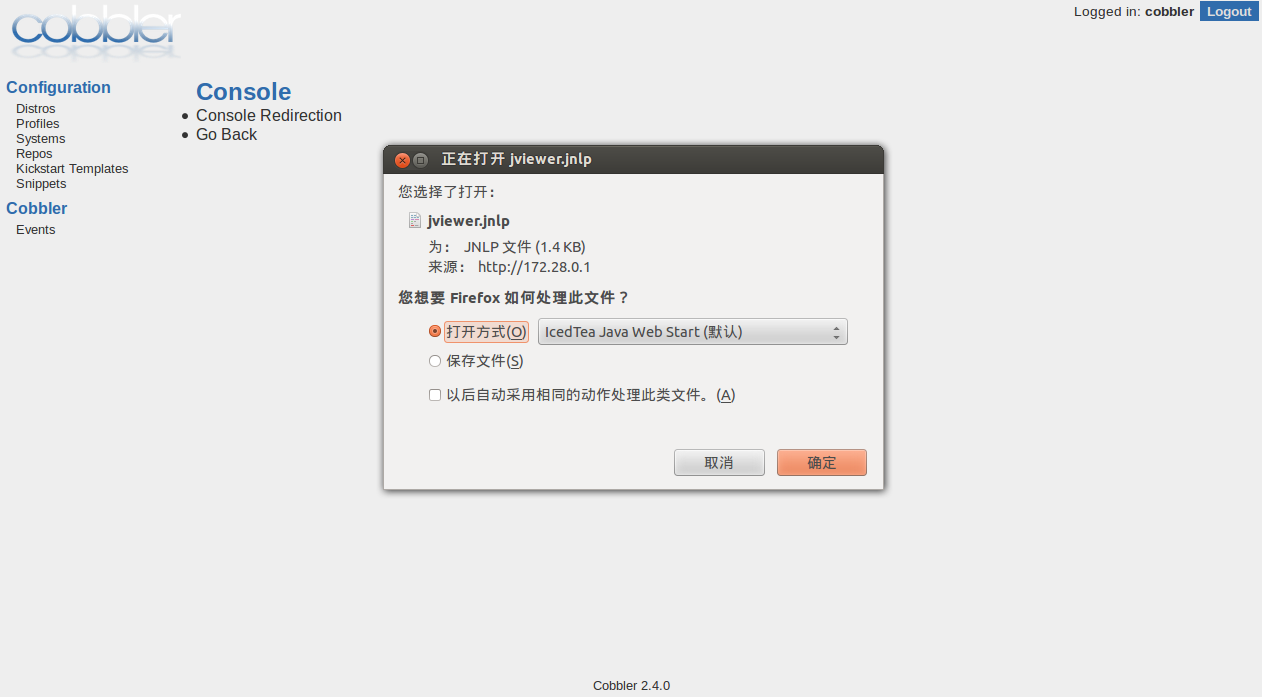 cobbler
Logged in: cobbler Logout
Configuration
Distros
Profiles
Systems
Repos
Kickstart Templates
Snippets
Cobbler
Events
Console
Console Redirection
Go Back
正在打开 jviewer.jnlp
您选择了打开：
jviewer.jnlp
为： JNLP 文件 (1.4 KB)
来源： http://172.28.0.1
您想要 Firefox 如何处理此文件？
打开方式(O) IcedTea Java Web Start (默认)
保存文件(S)
以后自动采用相同的动作处理此类文件。(A)
取消 确定
Cobbler 2.4.0